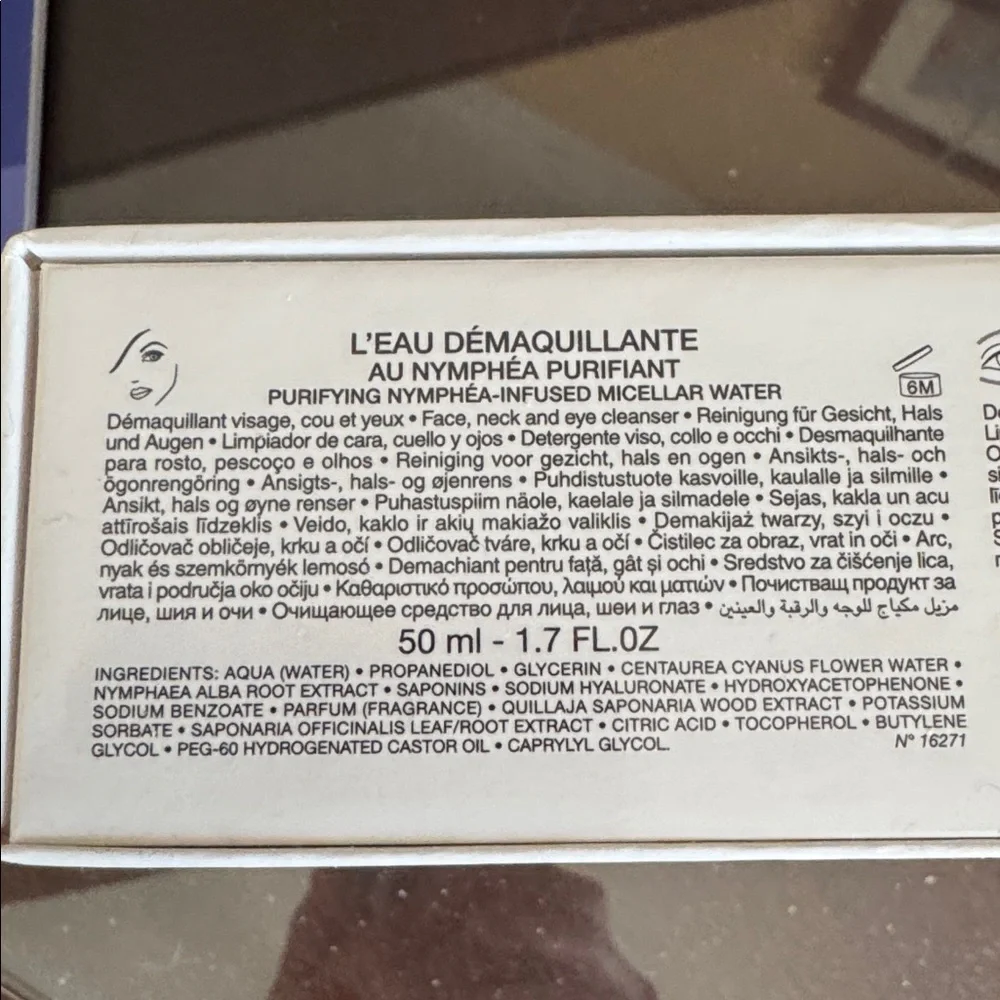 L'EAU DÉMAQUILLANTE
AU NYMPHÉA PURIFIANT
PURIFYING NYMPHÉA-INFUSED MICELLAR WATER
6M
Démaquillant visage, cou et yeux • Face, neck and eye cleanser • Reinigung für Gesicht, Hals
und Augen • Limpiador de cara, cuello y ojos • Detergente viso, collo e occhi • Desmaquilhante
para rosto, pescoço e olhos • Reiniging voor gezicht, hals en ogen • Ansikts-, hals- och
ögonrengöring • Ansigts-, hals- og øjenrens • Puhdistustuote kasvoille, kaulalle ja silmille •
Ansikt, hals og øyne renser • Puhastuspiim näole, kaelale ja silmadele • Sejas, kakla un acu
attīrošais līdzeklis • Veido, kaklo ir akių makiažo valiklis • Demakijaż twarzy, szyi i oczu •
Odličovač obličeje, krku a očí • Odličovač tváre, krku a očí • Čistilec za obraz, vrat in oči • Arc,
nyak és szemkörnyék lemosó • Demachiant pentru față, gât și ochi • Sredstvo za čišćenje lica,
vrata i područja oko očiju • Καθαριστικό προσώπου, λαιμού και ματιών • Почистващ продукт за
лице, шия и очи • Очищающее средство для лица, шеи и глаз • مزيل مكياج للوجه والرقبة والعينين
50 ml - 1.7 FL.OZ
INGREDIENTS: AQUA (WATER) • PROPANEDIOL • GLYCERIN • CENTAUREA CYANUS FLOWER WATER •
NYMPHAEA ALBA ROOT EXTRACT • SAPONINS • SODIUM HYALURONATE • HYDROXYACETOPHENONE •
SODIUM BENZOATE • PARFUM (FRAGRANCE) • QUILLAJA SAPONARIA WOOD EXTRACT • POTASSIUM
SORBATE • SAPONARIA OFFICINALIS LEAF/ROOT EXTRACT • CITRIC ACID • TOCOPHEROL • BUTYLENE
GLYCOL • PEG-60 HYDROGENATED CASTOR OIL • CAPRYLYL GLYCOL.
N° 16271